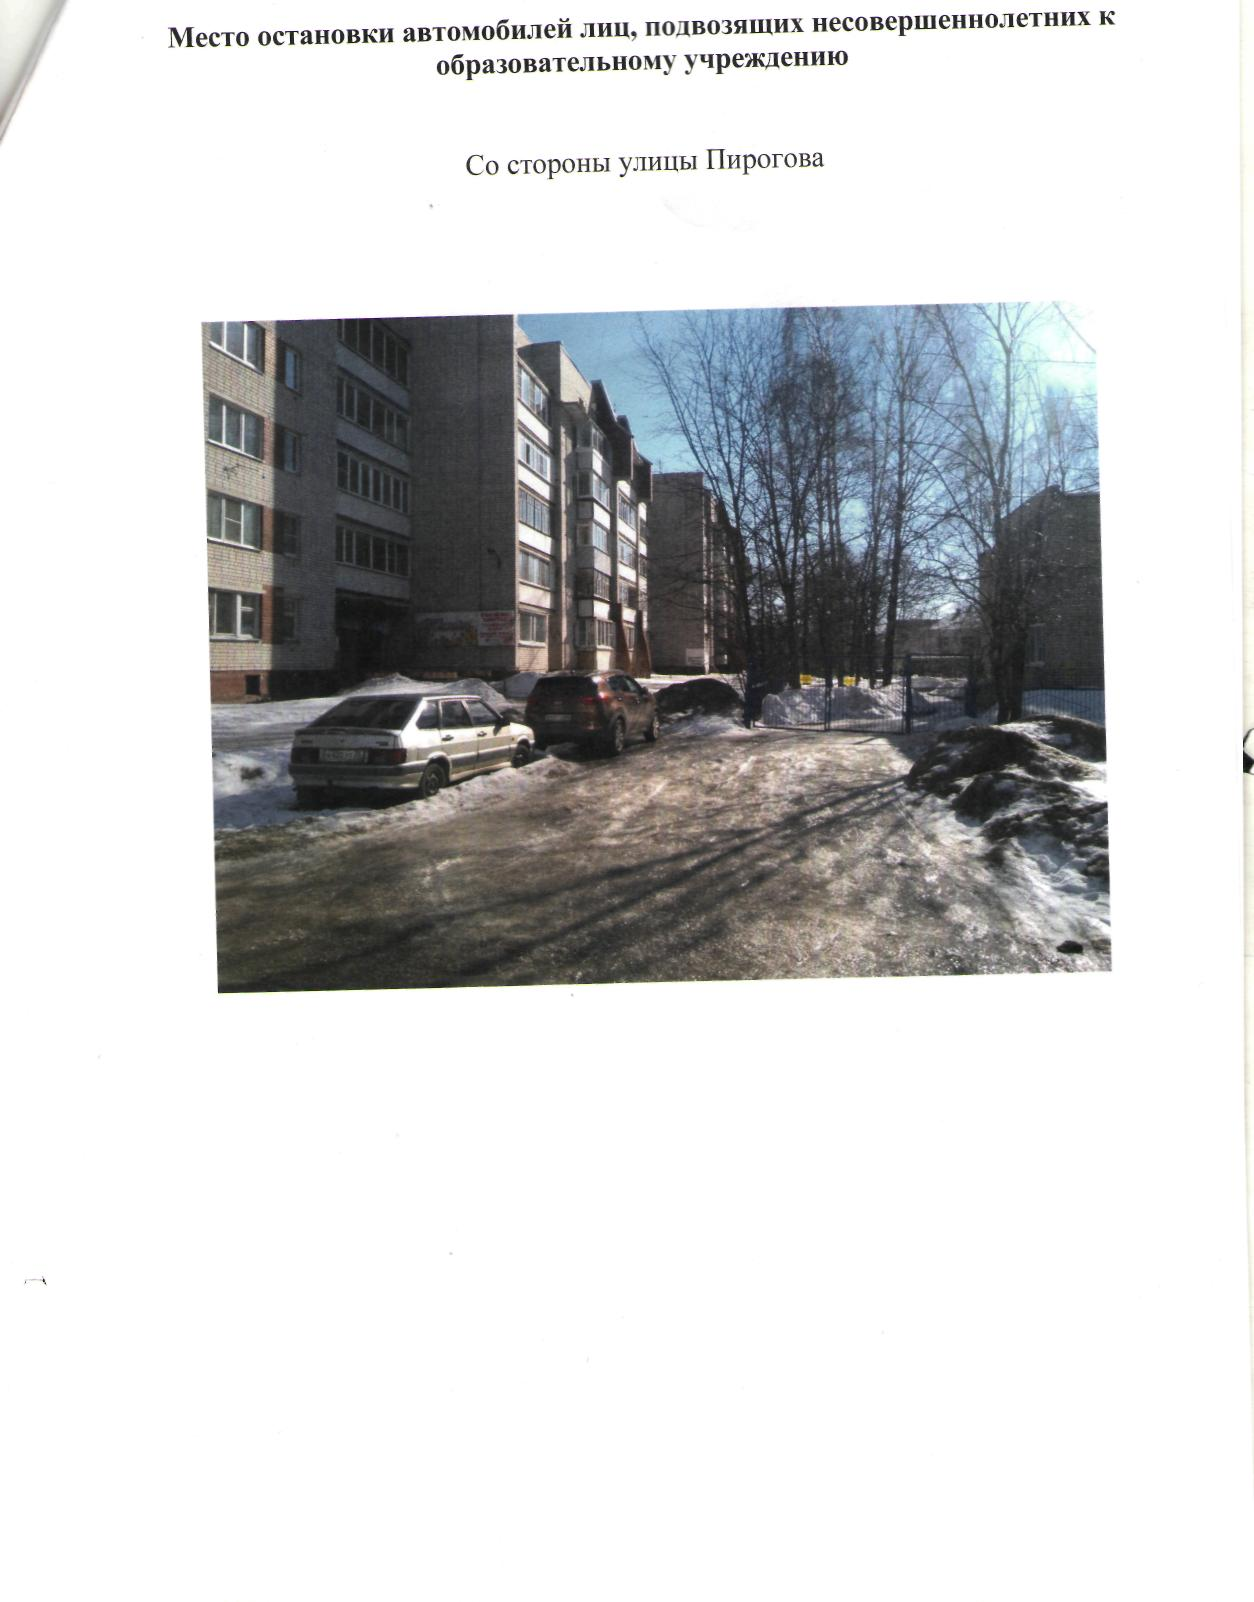 Место остановки автомобилей лиц, подвозящих несовершеннолетних к
образовательному учреждению
Со стороны улицы Пирогова